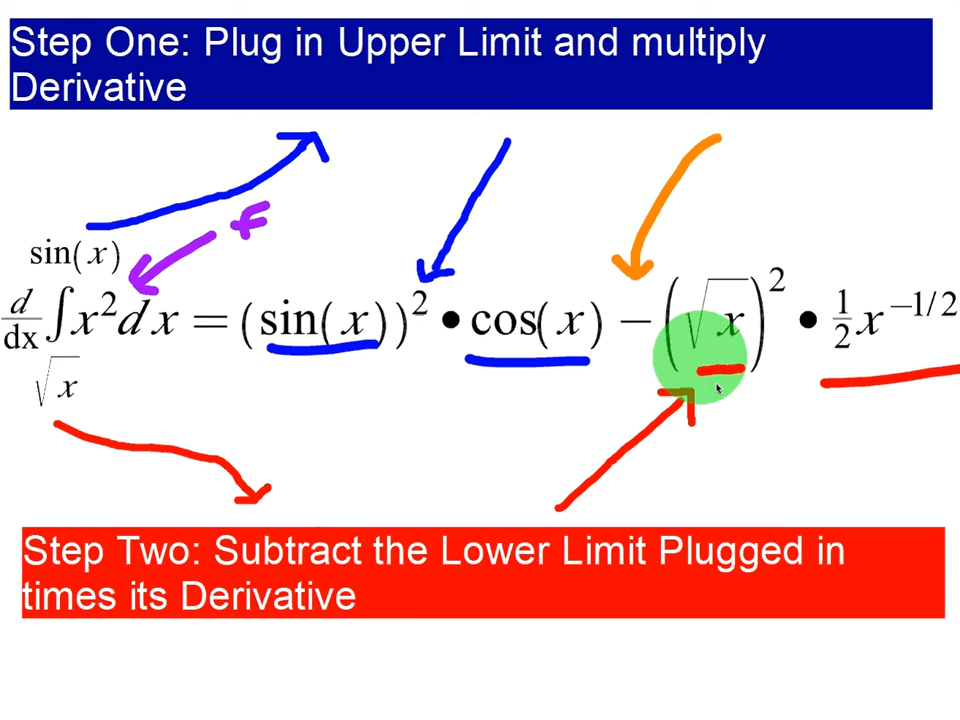 Step One: Plug in Upper Limit and multiply
Derivative
f
sin(x)
d/dx ∫x²dx = (sin(x))² • cos(x) − (√x)² • ½x^−1/2
√x
Step Two: Subtract the Lower Limit Plugged in
times its Derivative